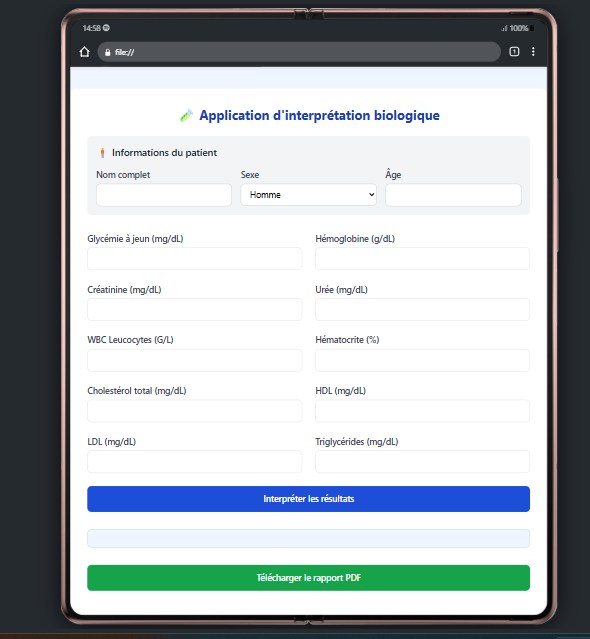 14:58
100%
file://
1
Application d'interprétation biologique
Informations du patient
Nom complet
Sexe
Âge
Homme
Glycémie à jeun (mg/dL)
Hémoglobine (g/dL)
Créatinine (mg/dL)
Urée (mg/dL)
WBC Leucocytes (G/L)
Hématocrite (%)
Cholestérol total (mg/dL)
HDL (mg/dL)
LDL (mg/dL)
Triglycérides (mg/dL)
Interpréter les résultats
Télécharger le rapport PDF